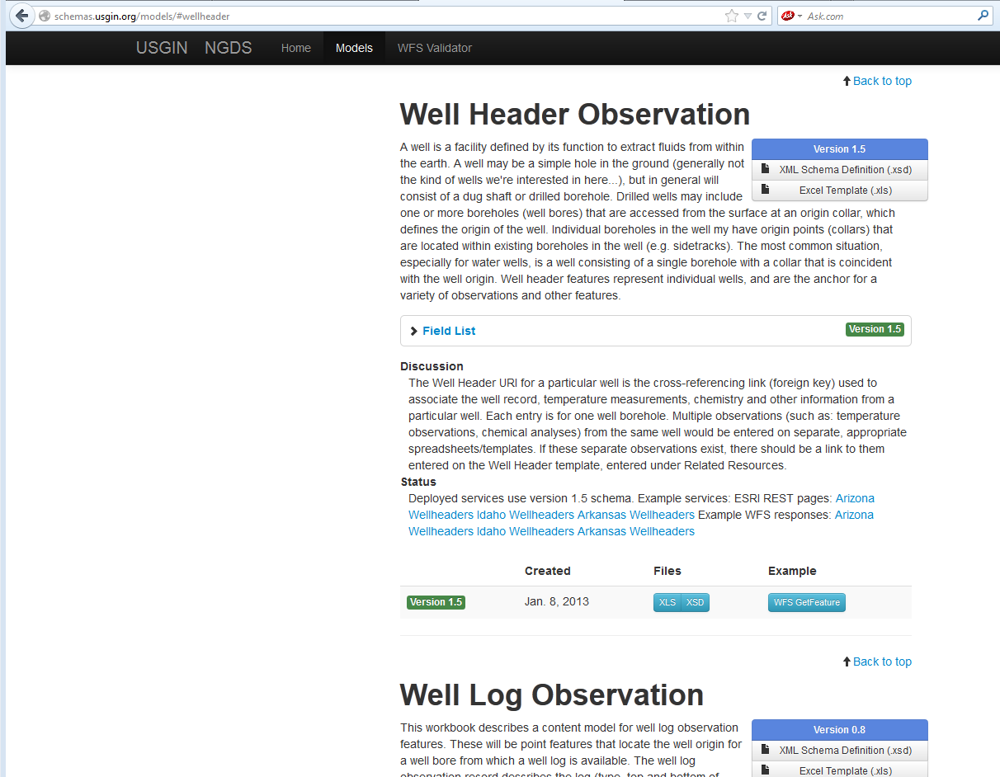 schemas.usgin.org/models/#wellheader
Ask Ask.com
USGIN NGDS Home Models WFS Validator
Back to top
Well Header Observation
A well is a facility defined by its function to extract fluids from within
the earth. A well may be a simple hole in the ground (generally not
the kind of wells we're interested in here...), but in general will
consist of a dug shaft or drilled borehole. Drilled wells may include
one or more boreholes (well bores) that are accessed from the surface at an origin collar, which
defines the origin of the well. Individual boreholes in the well my have origin points (collars) that
are located within existing boreholes in the well (e.g. sidetracks). The most common situation,
especially for water wells, is a well consisting of a single borehole with a collar that is coincident
with the well origin. Well header features represent individual wells, and are the anchor for a
variety of observations and other features.
Version 1.5
XML Schema Definition (.xsd)
Excel Template (.xls)
Field List Version 1.5
Discussion
The Well Header URI for a particular well is the cross-referencing link (foreign key) used to
associate the well record, temperature measurements, chemistry and other information from a
particular well. Each entry is for one well borehole. Multiple observations (such as: temperature
observations, chemical analyses) from the same well would be entered on separate, appropriate
spreadsheets/templates. If these separate observations exist, there should be a link to them
entered on the Well Header template, entered under Related Resources.
Status
Deployed services use version 1.5 schema. Example services: ESRI REST pages: Arizona
Wellheaders Idaho Wellheaders Arkansas Wellheaders Example WFS responses: Arizona
Wellheaders Idaho Wellheaders Arkansas Wellheaders
Created Files Example
Version 1.5 Jan. 8, 2013 XLS XSD WFS GetFeature
Back to top
Well Log Observation
This workbook describes a content model for well log observation
features. These will be point features that locate the well origin for
a well bore from which a well log is available. The well log
observation record describes the log (type, top and bottom of
Version 0.8
XML Schema Definition (.xsd)
Excel Template (.xls)